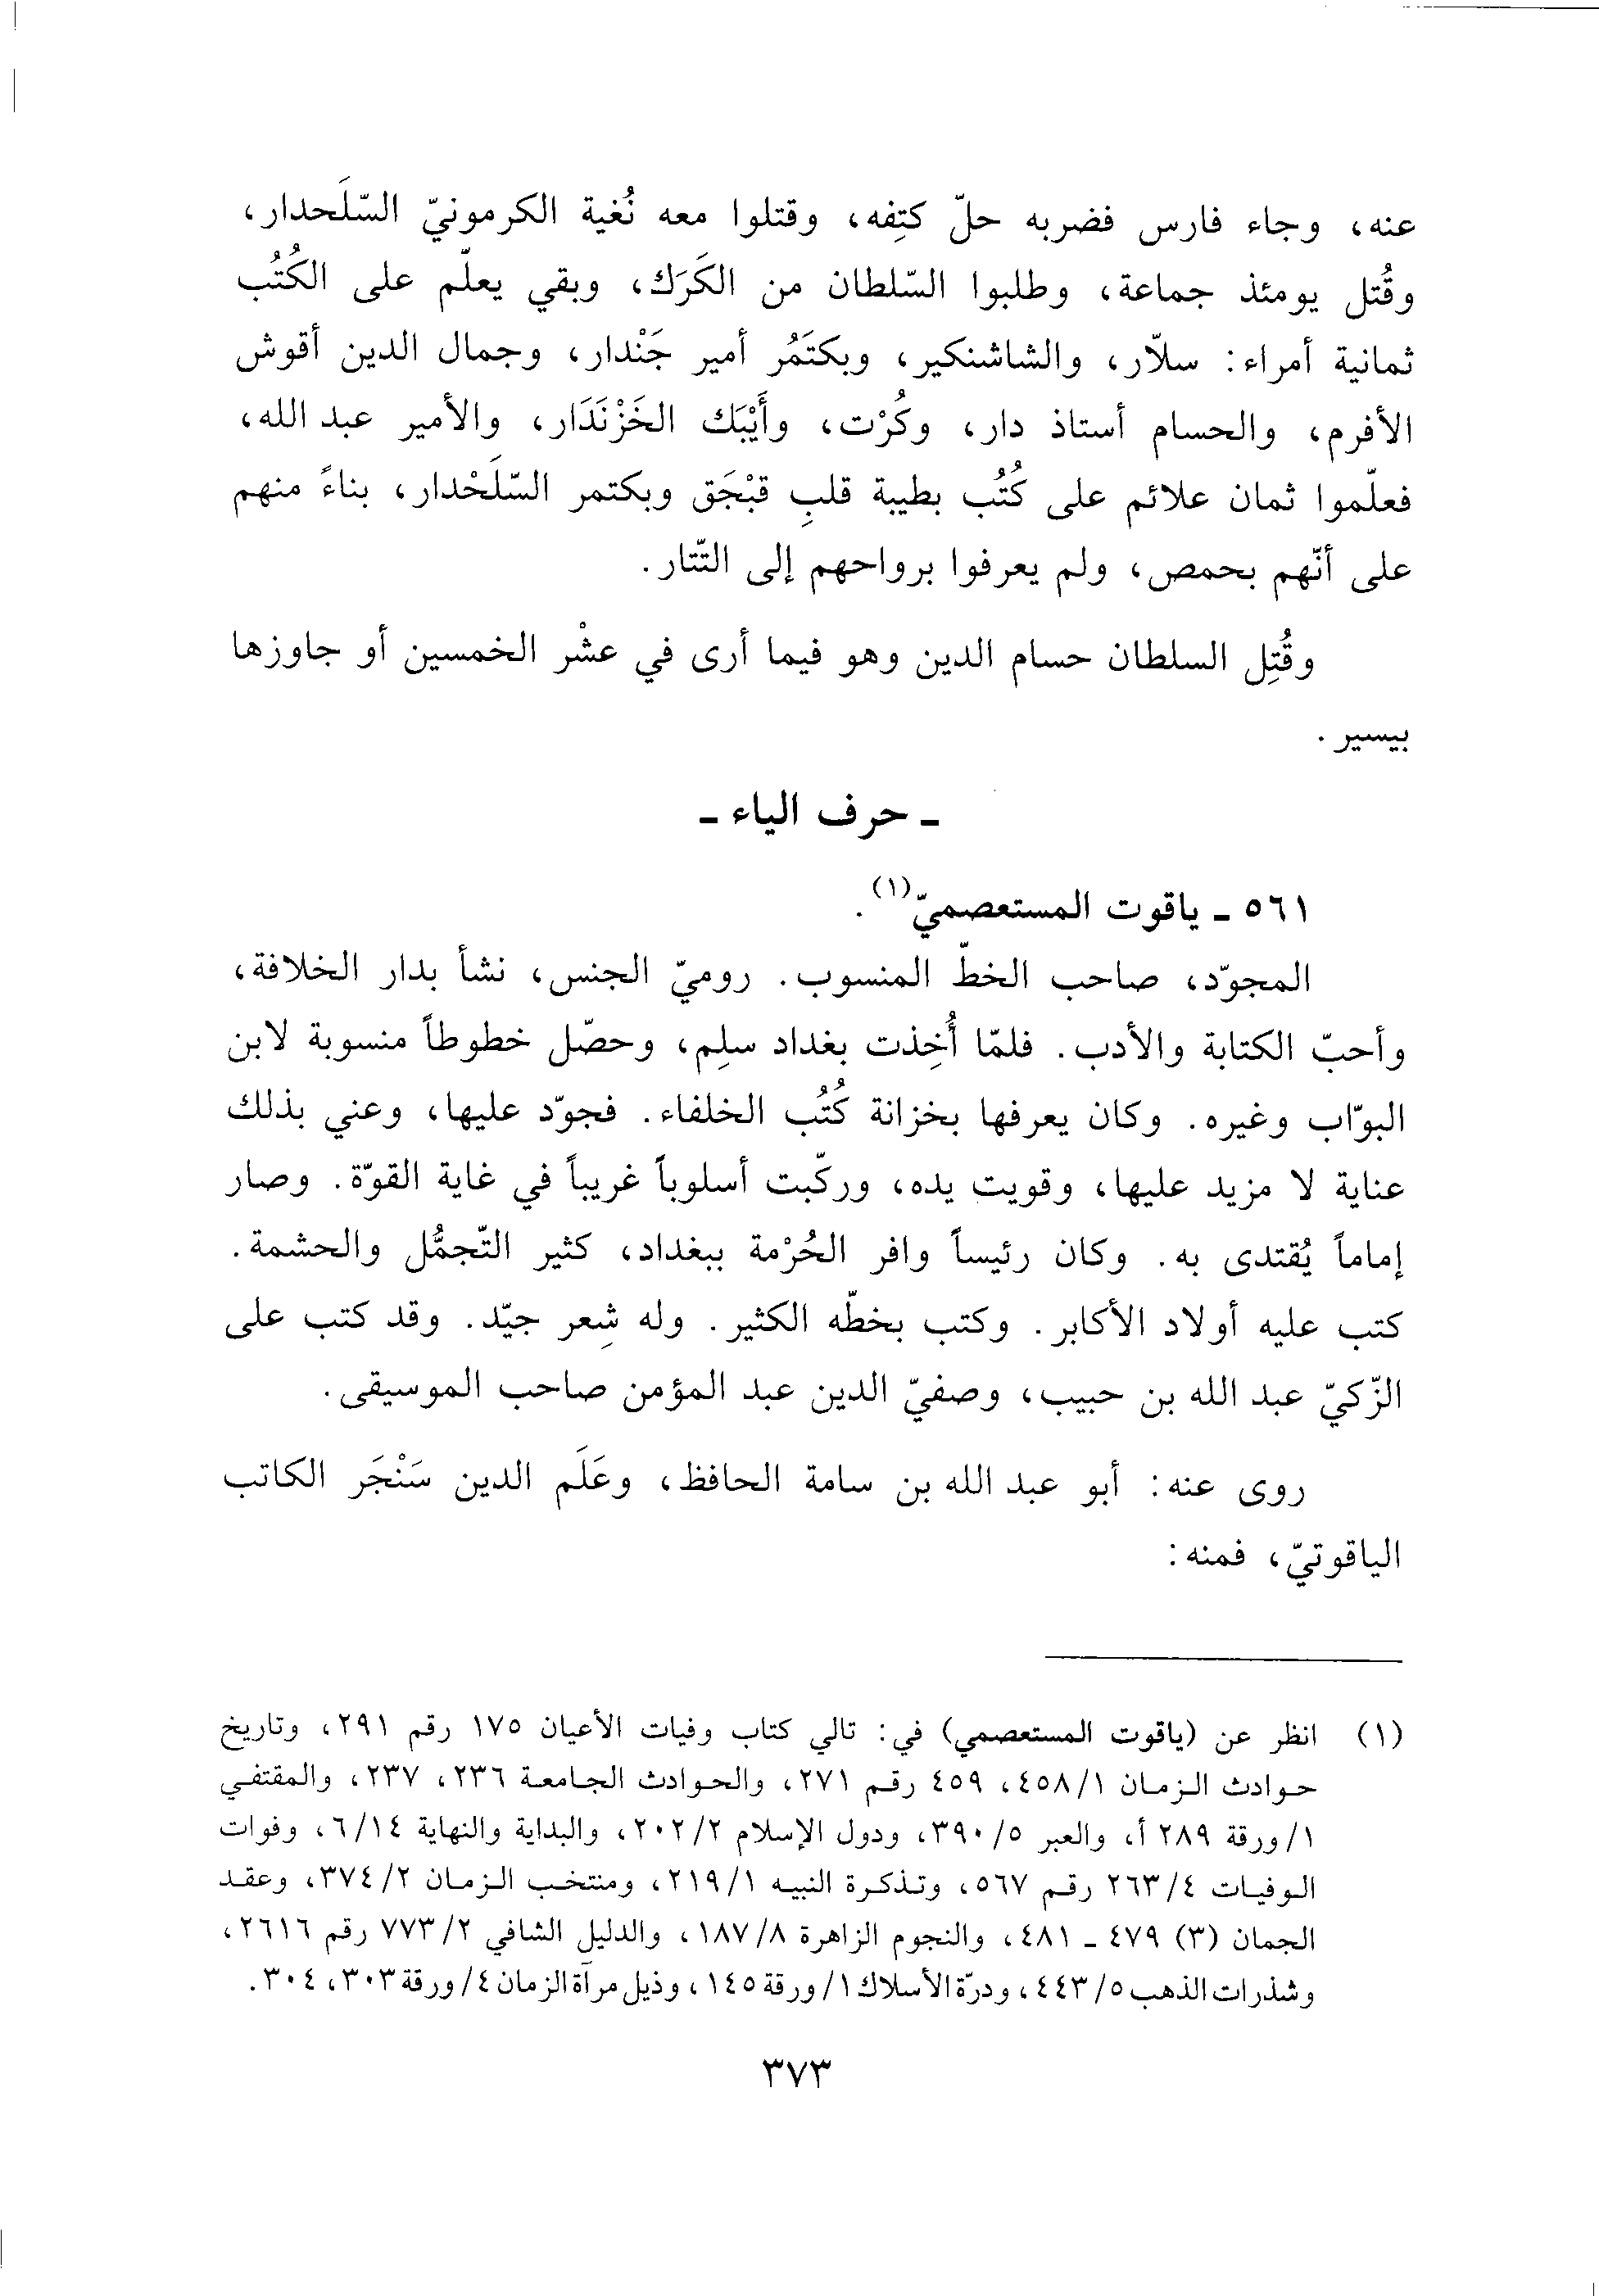 عنه، وجاء فارس فضربه حلّ كتِفه، وقتلوا معه نُغية الكرمونيّ السّلَحدار،
وقُتل يومئذ جماعة، وطلبوا السّلطان من الكَرَك، وبقي يعلّم على الكُتُب
ثمانية أمراء: سلاّر، والشاشنكير، وبكتَمُر أمير جَنْدار، وجمال الدين أقوش
الأفرم، والحسام أستاذ دار، وكُرْت، وأَيْبَك الخَزْنَدَار، والأمير عبد الله،
فعلّموا ثمان علائم على كُتُب بطيبة قلبِ قبْجَق وبكتمر السّلَحْدار، بناءً منهم
على أنّهم بحمص، ولم يعرفوا برواحهم إلى التّتار.
وقُتِل السلطان حسام الدين وهو فيما أرى في عشْر الخمسين أو جاوزها
بيسير.
ـ حرف الياء ـ
٥٦١ ـ ياقوت المستعصميّ(١).
المجوّد، صاحب الخطّ المنسوب. روميّ الجنس، نشأ بدار الخلافة،
وأحبّ الكتابة والأدب. فلمّا أُخِذت بغداد سلِم، وحصّل خطوطاً منسوبة لابن
البوّاب وغيره. وكان يعرفها بخزانة كُتُب الخلفاء. فجوّد عليها، وعني بذلك
عناية لا مزيد عليها، وقويت يده، وركّبت أسلوباً غريباً في غاية القوّة. وصار
إماماً يُقتدى به. وكان رئيساً وافر الحُرْمة ببغداد، كثير التّجمُّل والحشمة.
كتب عليه أولاد الأكابر. وكتب بخطّه الكثير. وله شِعر جيّد. وقد كتب على
الزّكيّ عبد الله بن حبيب، وصفيّ الدين عبد المؤمن صاحب الموسيقى.
روى عنه: أبو عبد الله بن سامة الحافظ، وعَلَم الدين سَنْجَر الكاتب
الياقوتيّ، فمنه:
(١) انظر عن (ياقوت المستعصمي) في: تالي كتاب وفيات الأعيان ١٧٥ رقم ٢٩١، وتاريخ
حوادث الزمان ١/٤٥٨، ٤٥٩ رقم ٢٧١، والحوادث الجامعة ٢٣٦، ٢٣٧، والمقتفي
١/ورقة ٢٨٩ أ، والعبر ٥/٣٩٠، ودول الإسلام ٢/٢٠٢، والبداية والنهاية ١٤/٦، وفوات
الوفيات ٤/٢٦٣ رقم ٥٦٧، وتذكرة النبيه ١/٢١٩، ومنتخب الزمان ٢/٣٧٤، وعقد
الجمان (٣) ٤٧٩ ـ ٤٨١، والنجوم الزاهرة ٨/١٨٧، والدليل الشافي ٢/٧٧٣ رقم ٢٦١٦،
وشذرات الذهب ٥/٤٤٣، ودرّة الأسلاك ١/ورقة ١٤٥، وذيل مرآة الزمان ٤/ورقة ٣٠٣، ٣٠٤.
٣٧٣